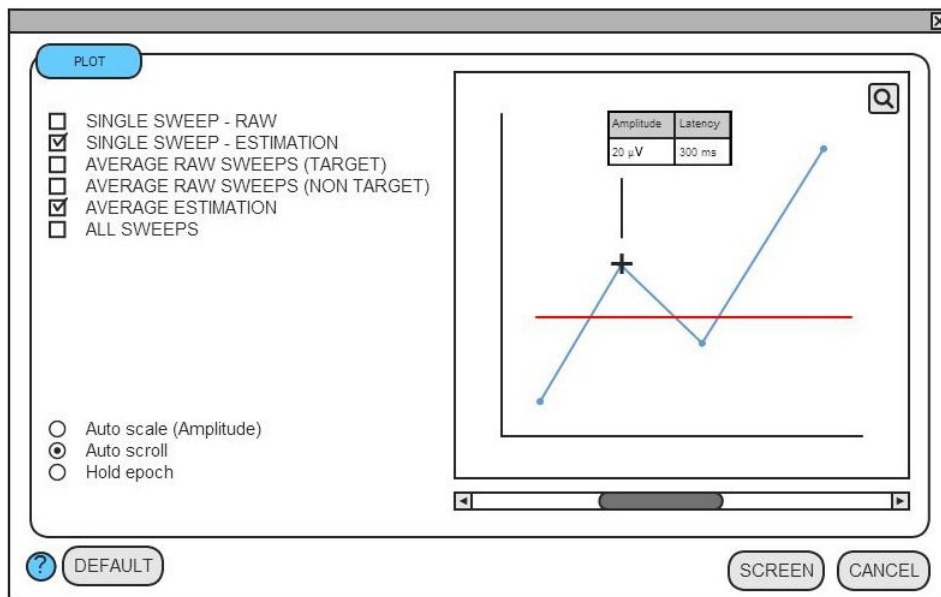 PLOT
SINGLE SWEEP - RAW
SINGLE SWEEP - ESTIMATION
AVERAGE RAW SWEEPS (TARGET)
AVERAGE RAW SWEEPS (NON TARGET)
AVERAGE ESTIMATION
ALL SWEEPS
Auto scale (Amplitude)
Auto scroll
Hold epoch
Amplitude Latency
20 µV 300 ms
? DEFAULT
SCREEN CANCEL